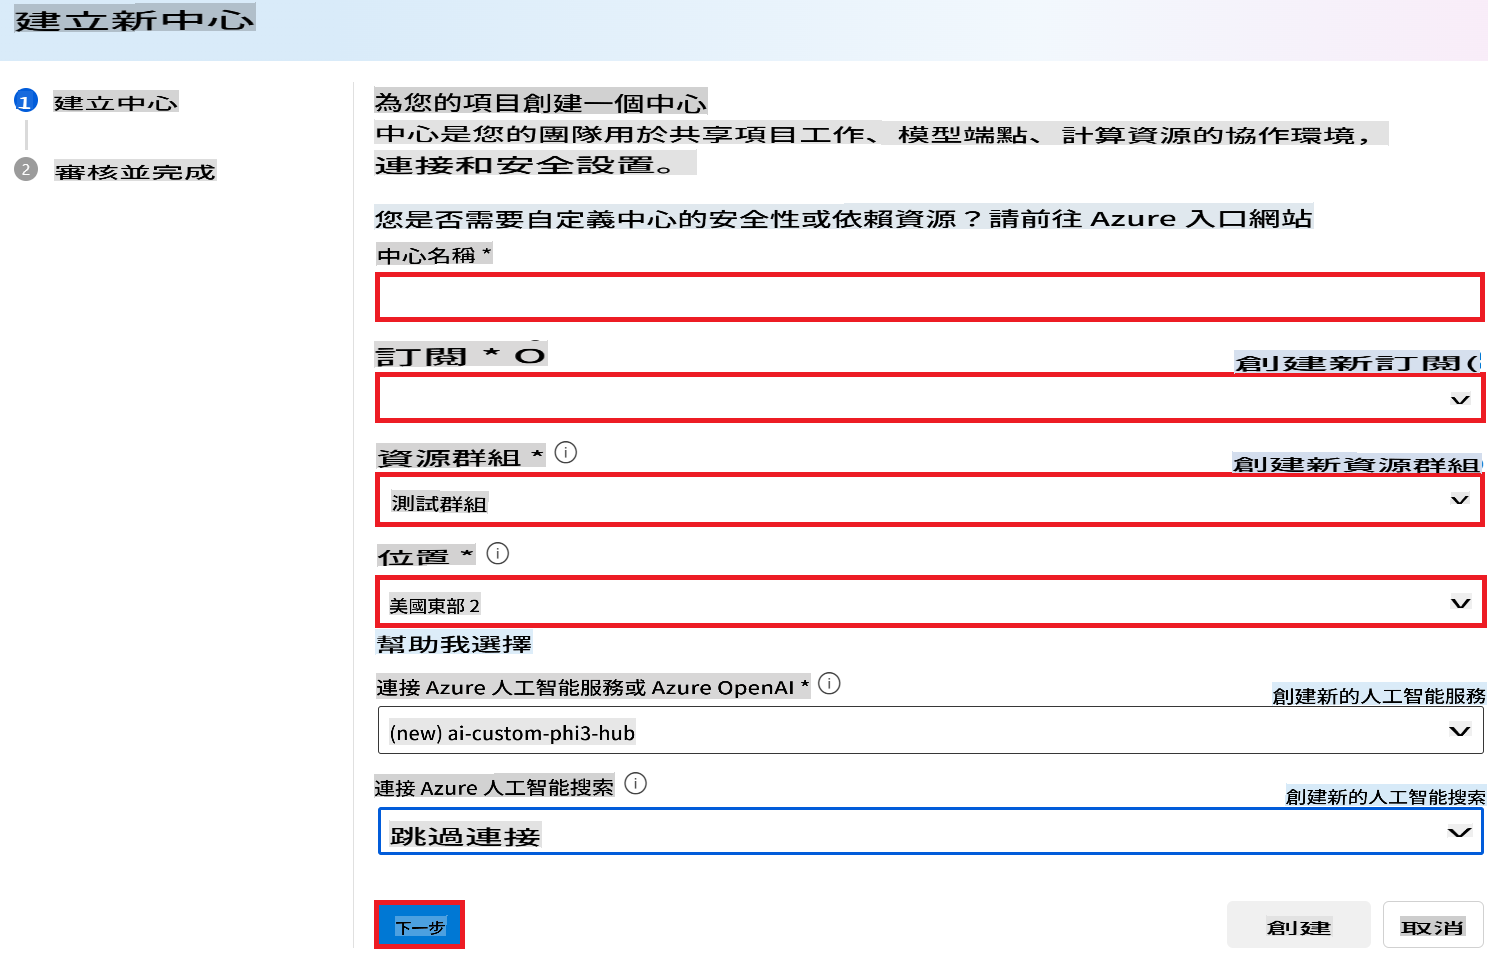 建立新中心
1 建立中心
2 審核並完成
為您的項目創建一個中心
中心是您的團隊用於共享項目工作、模型端點、計算資源的協作環境，
連接和安全設置。
您是否需要自定義中心的安全性或依賴資源？請前往 Azure 入口網站
中心名稱 *
訂閱 *
創建新訂閱
資源群組 *
創建新資源群組
測試群組
位置 *
美國東部 2
幫助我選擇
連接 Azure 人工智能服務或 Azure OpenAI *
創建新的人工智能服務
(new) ai-custom-phi3-hub
連接 Azure 人工智能搜索
創建新的人工智能搜索
跳過連接
下一步
創建
取消